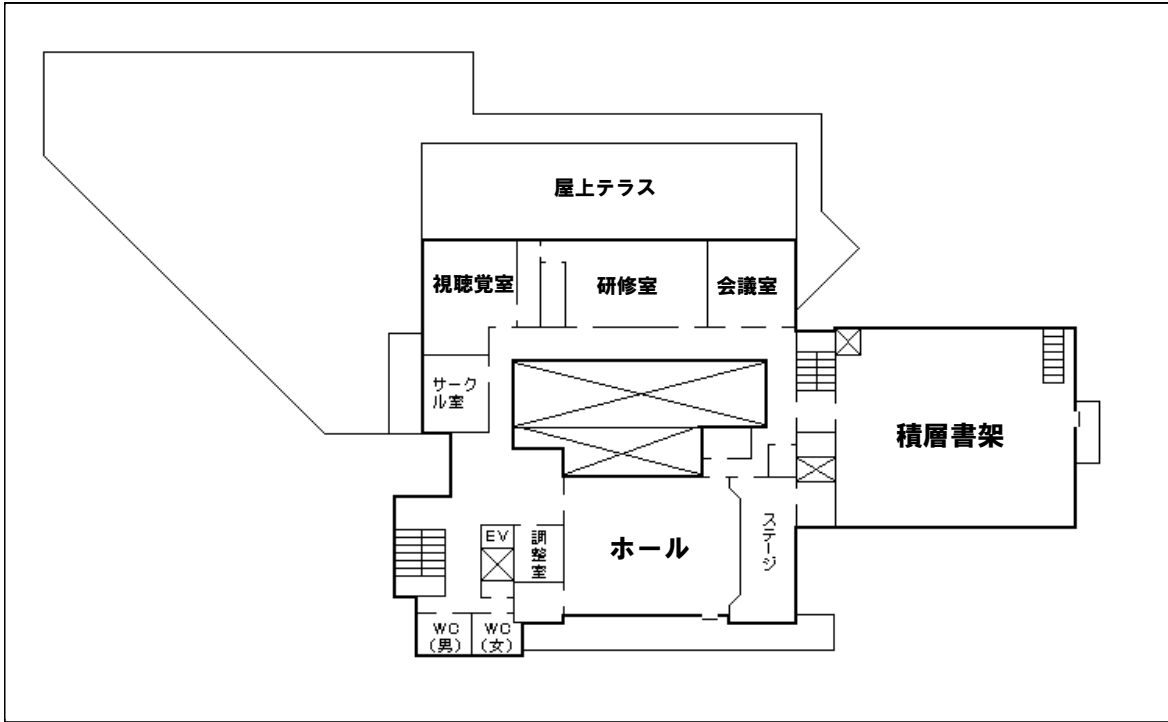 屋上テラス
視聴覚室
研修室
会議室
サーク
ル室
積層書架
EV
調整室
ホール
ステージ
WC
(男)
WC
(女)